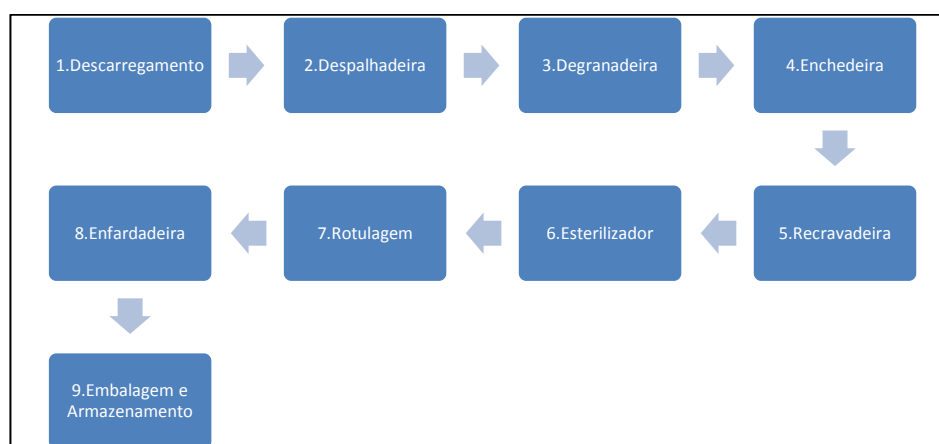 1.Descarregamento
2.Despalhadeira
3.Degranadeira
4.Enchedeira
5.Recravadeira
6.Esterilizador
7.Rotulagem
8.Enfardadeira
9.Embalagem e
Armazenamento